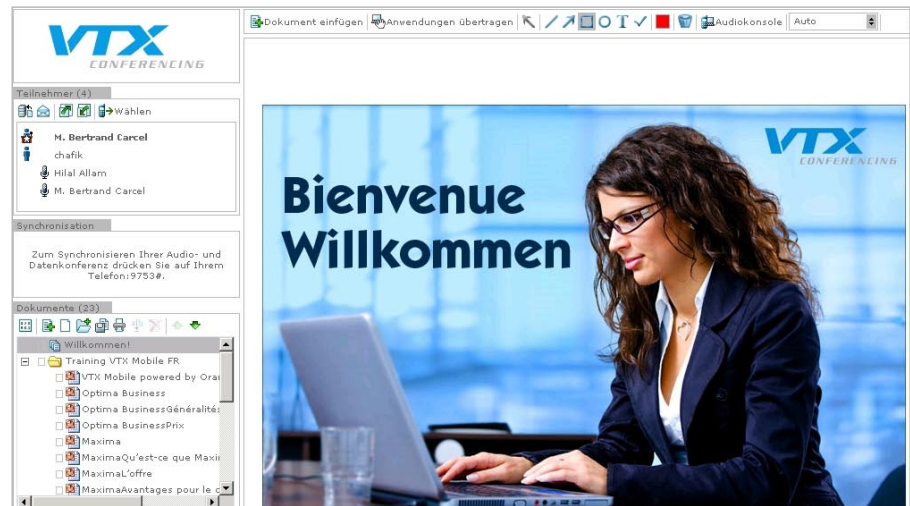 VTX
CONFERENCING
Dokument einfügen
Anwendungen übertragen
T
Audiokonsole
Auto
Teilnehmer (4)
Wählen
M. Bertrand Carcel
chafik
Hilal Allam
M. Bertrand Carcel
Synchronisation
Zum Synchronisieren Ihrer Audio- und
Datenkonferenz drücken Sie auf Ihrem
Telefon:9753#.
Dokumente (23)
Willkommen!
Training VTX Mobile FR
VTX Mobile powered by Orai
Optima Business
Optima BusinessGénéralités
Optima BusinessPrix
Maxima
MaximaQu'est-ce que Maxii
MaximaL'offre
MaximaAvantages pour le c
VTX
CONFERENCING
Bienvenue
Willkommen